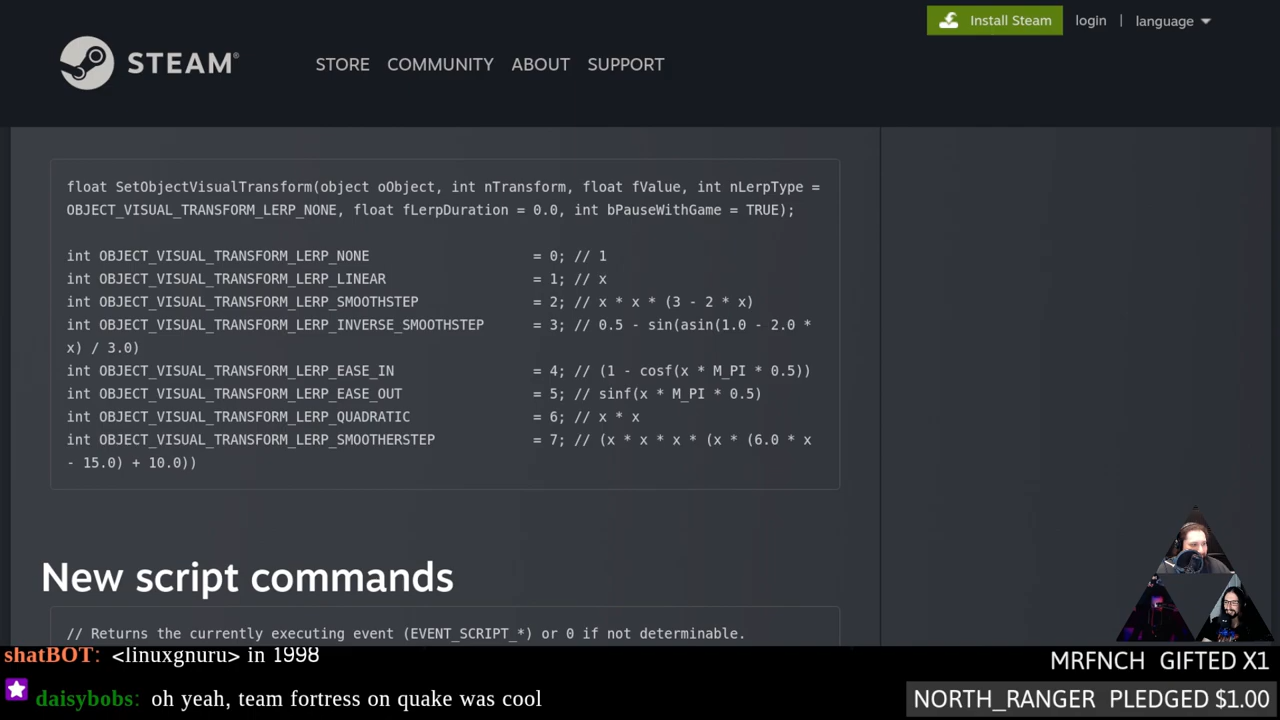 Install Steam
login | language
STEAM®
STORE COMMUNITY ABOUT SUPPORT
float SetObjectVisualTransform(object oObject, int nTransform, float fValue, int nLerpType =
OBJECT_VISUAL_TRANSFORM_LERP_NONE, float fLerpDuration = 0.0, int bPauseWithGame = TRUE);
int OBJECT_VISUAL_TRANSFORM_LERP_NONE = 0; // 1
int OBJECT_VISUAL_TRANSFORM_LERP_LINEAR = 1; // x
int OBJECT_VISUAL_TRANSFORM_LERP_SMOOTHSTEP = 2; // x * x * (3 - 2 * x)
int OBJECT_VISUAL_TRANSFORM_LERP_INVERSE_SMOOTHSTEP = 3; // 0.5 - sin(asin(1.0 - 2.0 *
x) / 3.0)
int OBJECT_VISUAL_TRANSFORM_LERP_EASE_IN = 4; // (1 - cosf(x * M_PI * 0.5))
int OBJECT_VISUAL_TRANSFORM_LERP_EASE_OUT = 5; // sinf(x * M_PI * 0.5)
int OBJECT_VISUAL_TRANSFORM_LERP_QUADRATIC = 6; // x * x
int OBJECT_VISUAL_TRANSFORM_LERP_SMOOTHERSTEP = 7; // (x * x * x * (x * (6.0 * x
- 15.0) + 10.0))
New script commands
// Returns the currently executing event (EVENT_SCRIPT_*) or 0 if not determinable.
shatBOT: <linuxgnuru> in 1998
daisybobs: oh yeah, team fortress on quake was cool
MRFNCH GIFTED X1
NORTH_RANGER PLEDGED $1.00